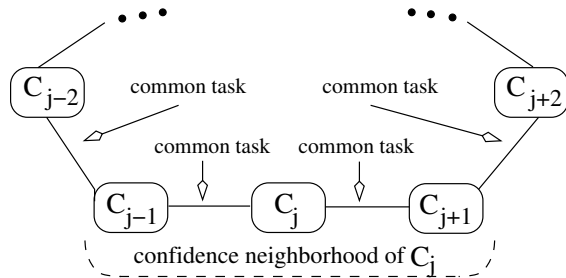 C_{j−2}
common task
common task
C_{j+2}
common task
common task
C_{j−1}
C_j
C_{j+1}
confidence neighborhood of C_j